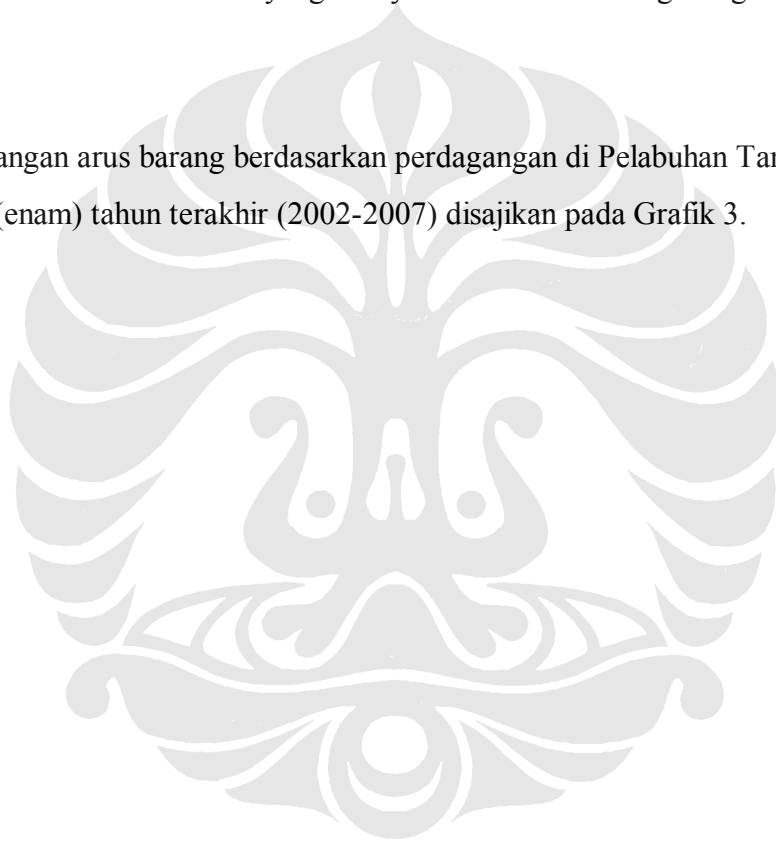 angan arus barang berdasarkan perdagangan di Pelabuhan Tan
(enam) tahun terakhir (2002-2007) disajikan pada Grafik 3.